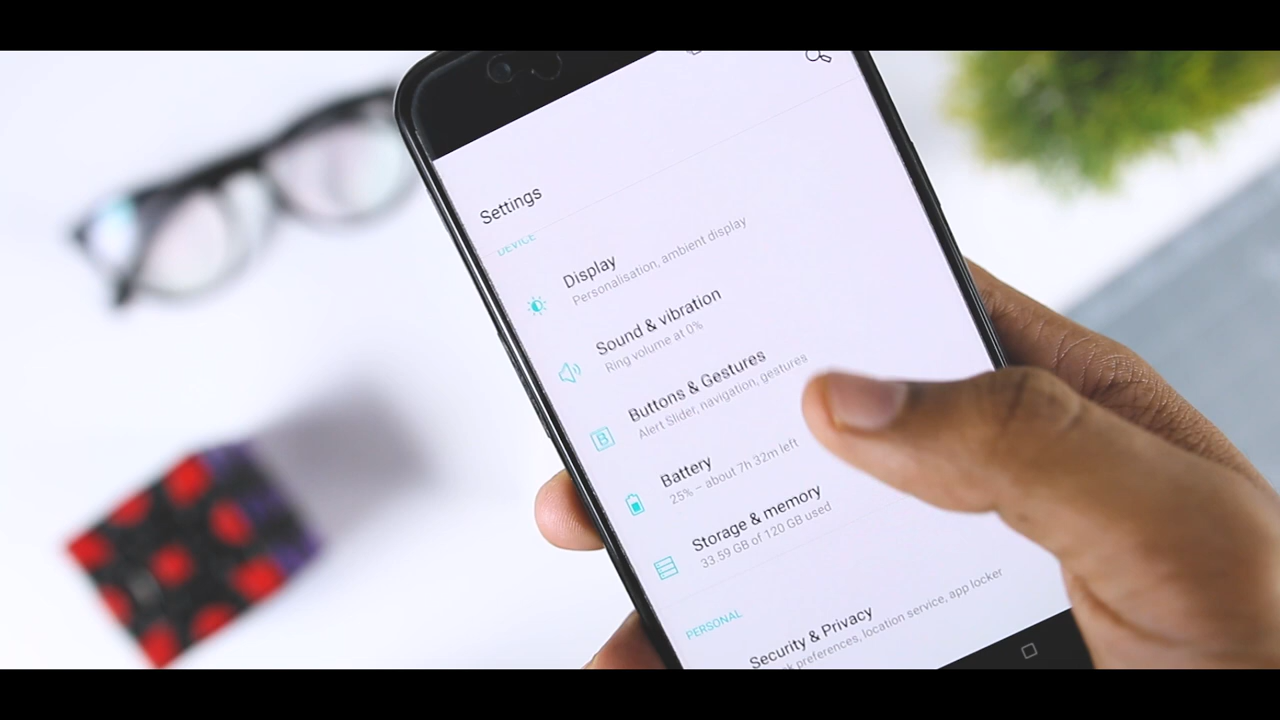 Settings
DEVICE
Display
Personalisation, ambient display
Sound & vibration
Ring volume at 0%
Buttons & Gestures
Alert Slider, navigation, gestures
B
Battery
25% – about 7h 32m left
Storage & memory
33.59 GB of 120 GB used
PERSONAL
Security & Privacy
preferences, location service, app locker